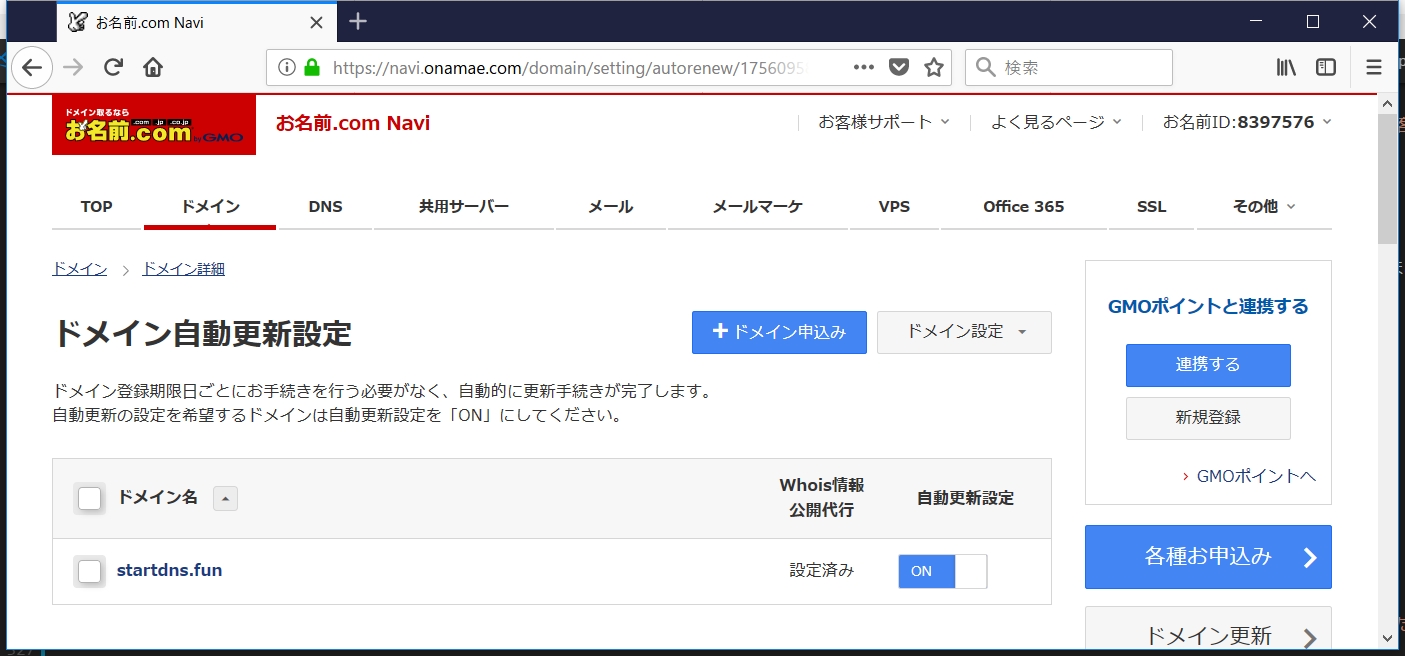 お名前.com Navi
https://navi.onamae.com/domain/setting/autorenew/1756095
検索
ドメイン取るなら
お名前.com by GMO
.com .jp .co.jp
お名前.com Navi
お客様サポート
よく見るページ
お名前ID:8397576
TOP
ドメイン
DNS
共用サーバー
メール
メールマーケ
VPS
Office 365
SSL
その他
ドメイン
ドメイン詳細
ドメイン自動更新設定
ドメイン申込み
ドメイン設定
ドメイン登録期限日ごとにお手続きを行う必要がなく、自動的に更新手続きが完了します。
自動更新の設定を希望するドメインは自動更新設定を「ON」にしてください。
ドメイン名
Whois情報
公開代行
自動更新設定
startdns.fun
設定済み
ON
GMOポイントと連携する
連携する
新規登録
GMOポイントへ
各種お申込み
ドメイン更新